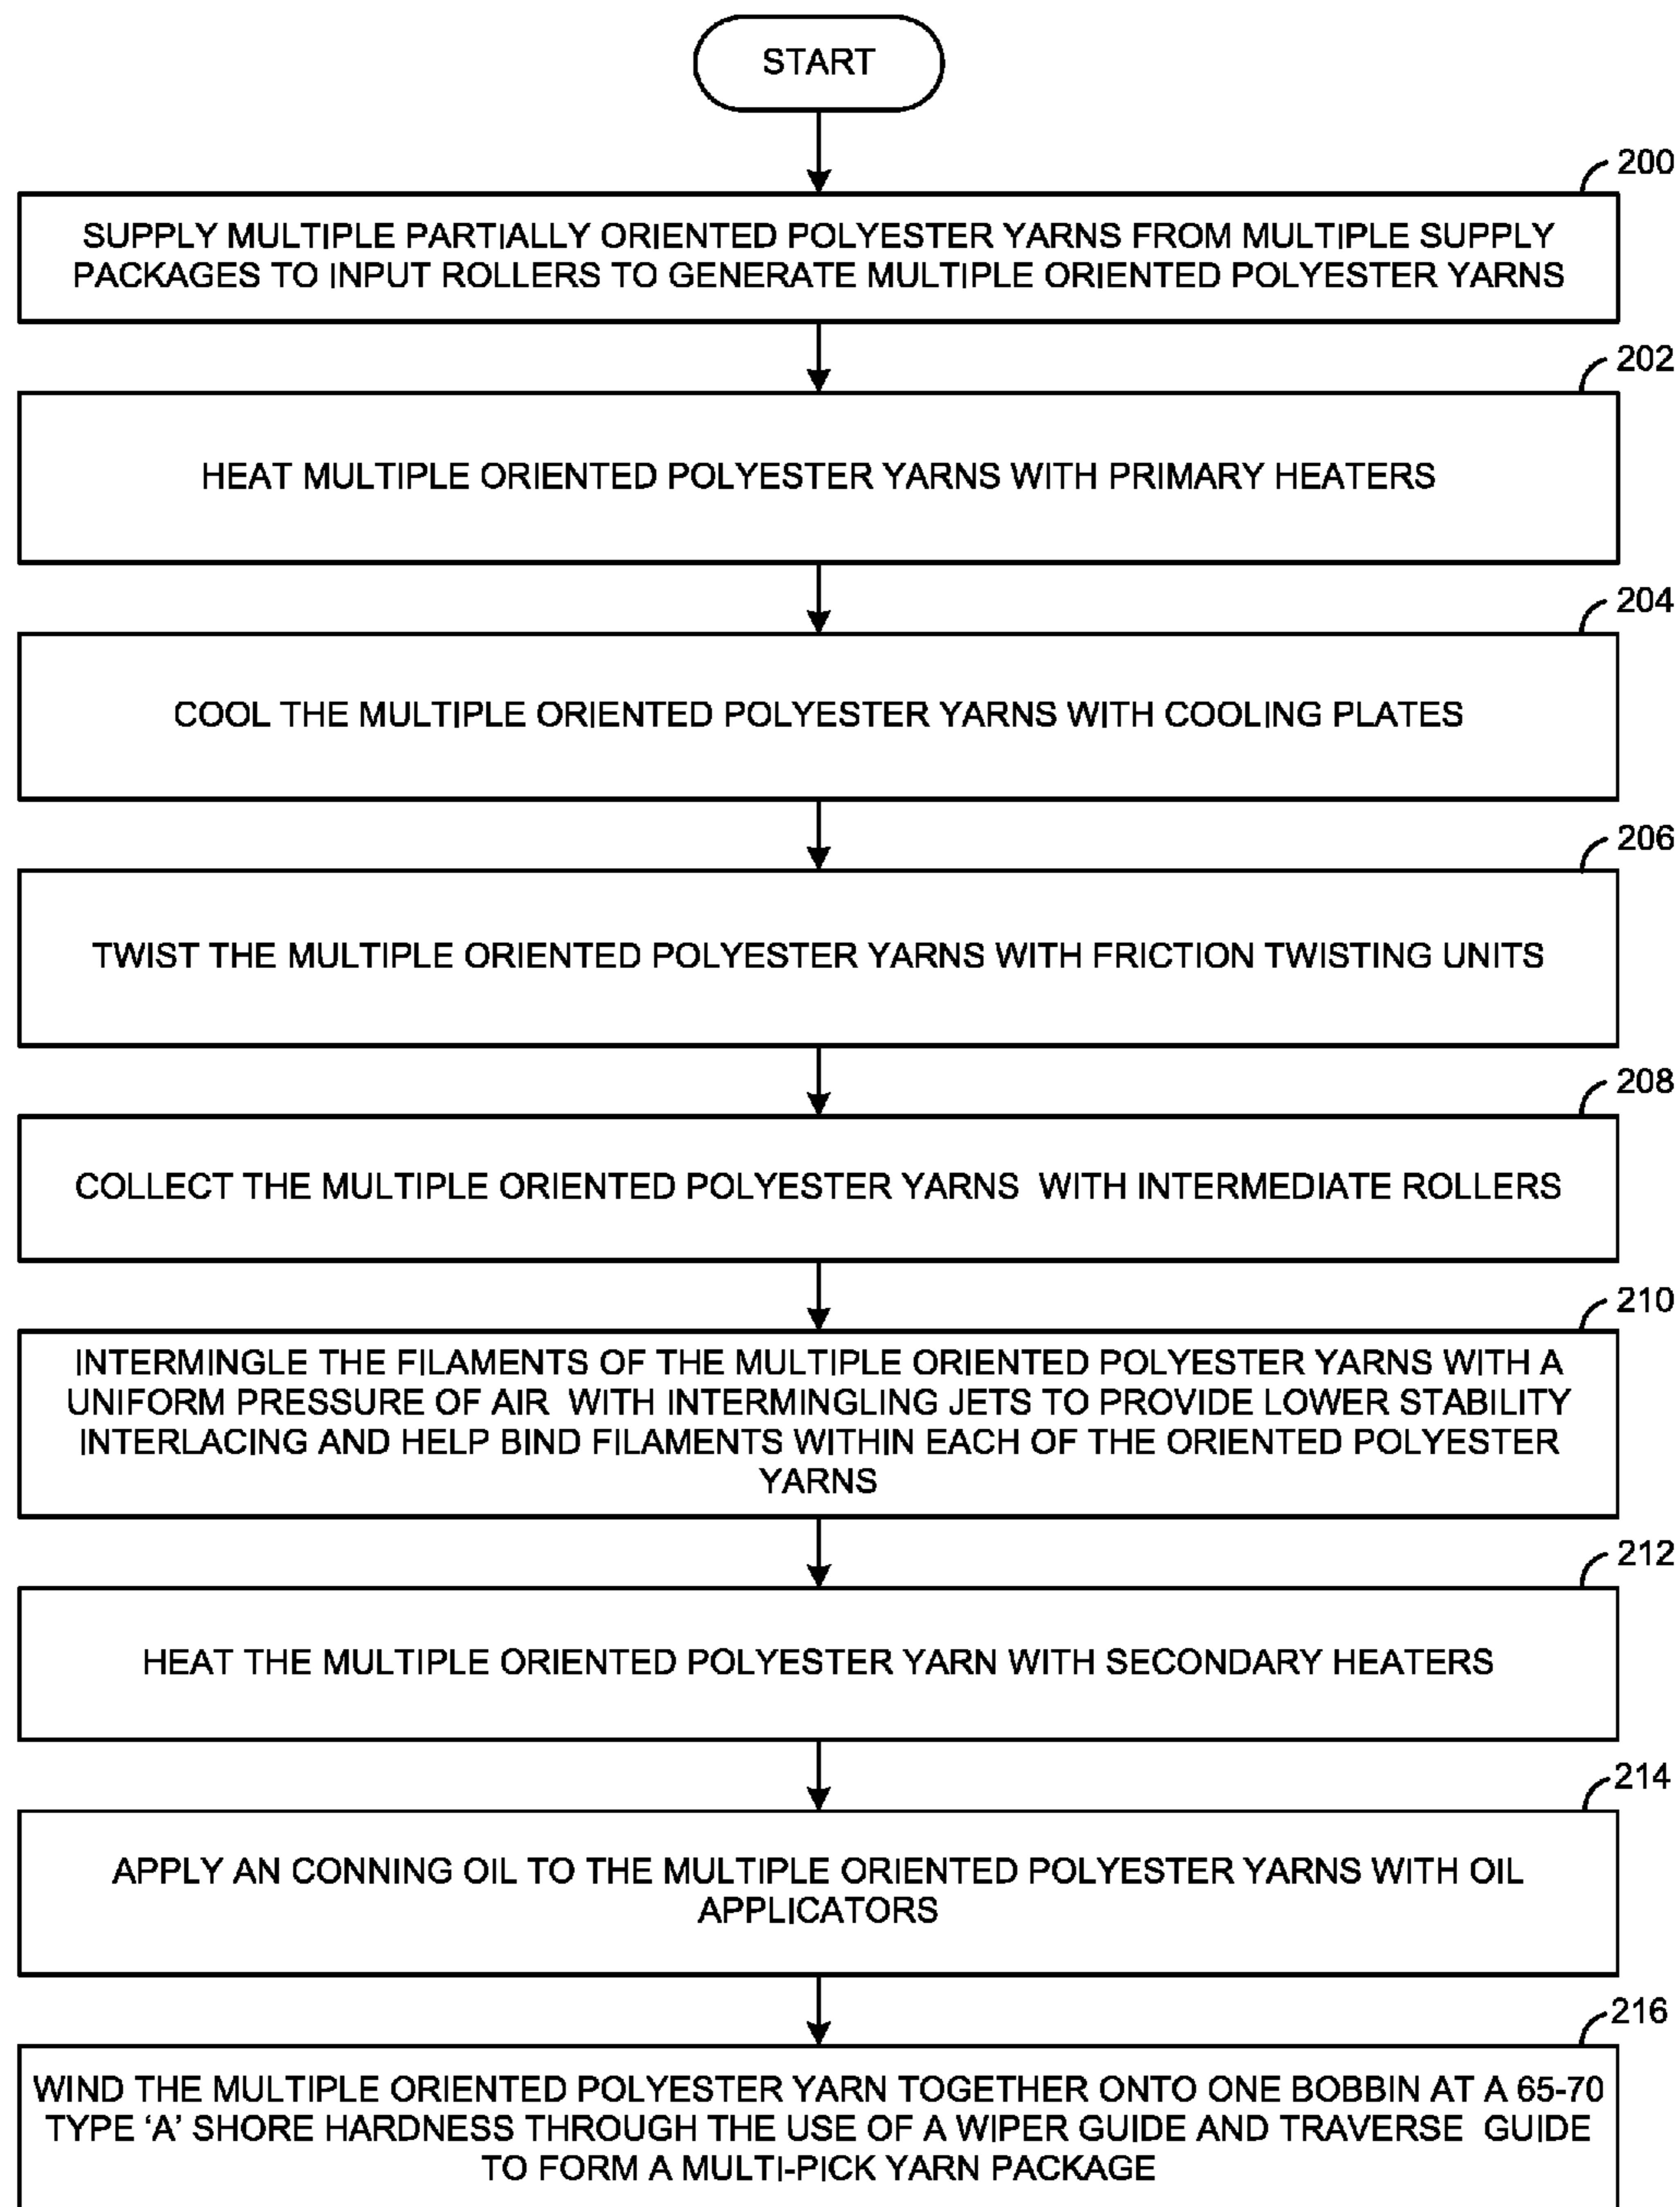 START
200
SUPPLY MULTIPLE PARTIALLY ORIENTED POLYESTER YARNS FROM MULTIPLE SUPPLY
PACKAGES TO INPUT ROLLERS TO GENERATE MULTIPLE ORIENTED POLYESTER YARNS
202
HEAT MULTIPLE ORIENTED POLYESTER YARNS WITH PRIMARY HEATERS
204
COOL THE MULTIPLE ORIENTED POLYESTER YARNS WITH COOLING PLATES
206
TWIST THE MULTIPLE ORIENTED POLYESTER YARNS WITH FRICTION TWISTING UNITS
208
COLLECT THE MULTIPLE ORIENTED POLYESTER YARNS WITH INTERMEDIATE ROLLERS
210
INTERMINGLE THE FILAMENTS OF THE MULTIPLE ORIENTED POLYESTER YARNS WITH A
UNIFORM PRESSURE OF AIR WITH INTERMINGLING JETS TO PROVIDE LOWER STABILITY
INTERLACING AND HELP BIND FILAMENTS WITHIN EACH OF THE ORIENTED POLYESTER
YARNS
212
HEAT THE MULTIPLE ORIENTED POLYESTER YARN WITH SECONDARY HEATERS
214
APPLY AN CONNING OIL TO THE MULTIPLE ORIENTED POLYESTER YARNS WITH OIL
APPLICATORS
216
WIND THE MULTIPLE ORIENTED POLYESTER YARN TOGETHER ONTO ONE BOBBIN AT A 65-70
TYPE ‘A’ SHORE HARDNESS THROUGH THE USE OF A WIPER GUIDE AND TRAVERSE GUIDE
TO FORM A MULTI-PICK YARN PACKAGE